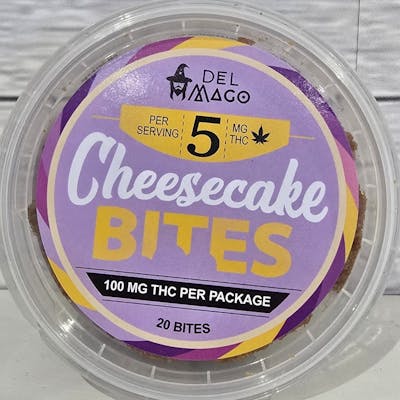 DEL
MAGO
PER
SERVING
5
MG
THC
Cheesecake
BITES
100 MG THC PER PACKAGE
20 BITES